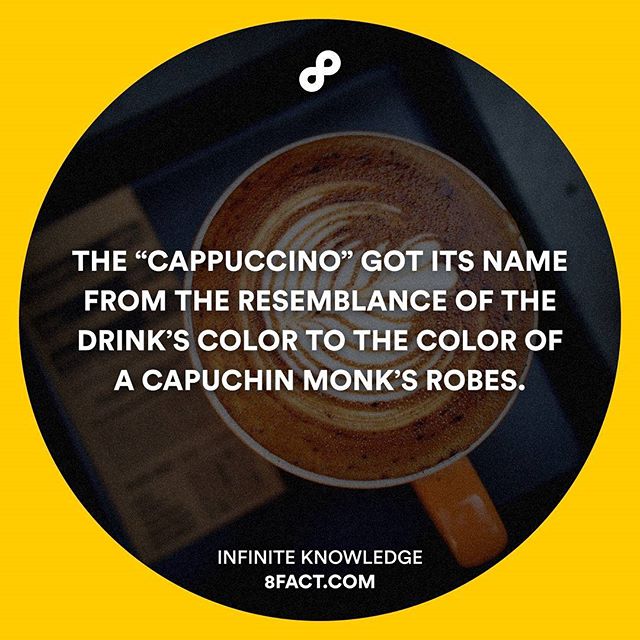 THE “CAPPUCCINO” GOT ITS NAME
FROM THE RESEMBLANCE OF THE
DRINK’S COLOR TO THE COLOR OF
A CAPUCHIN MONK’S ROBES.
INFINITE KNOWLEDGE
8FACT.COM